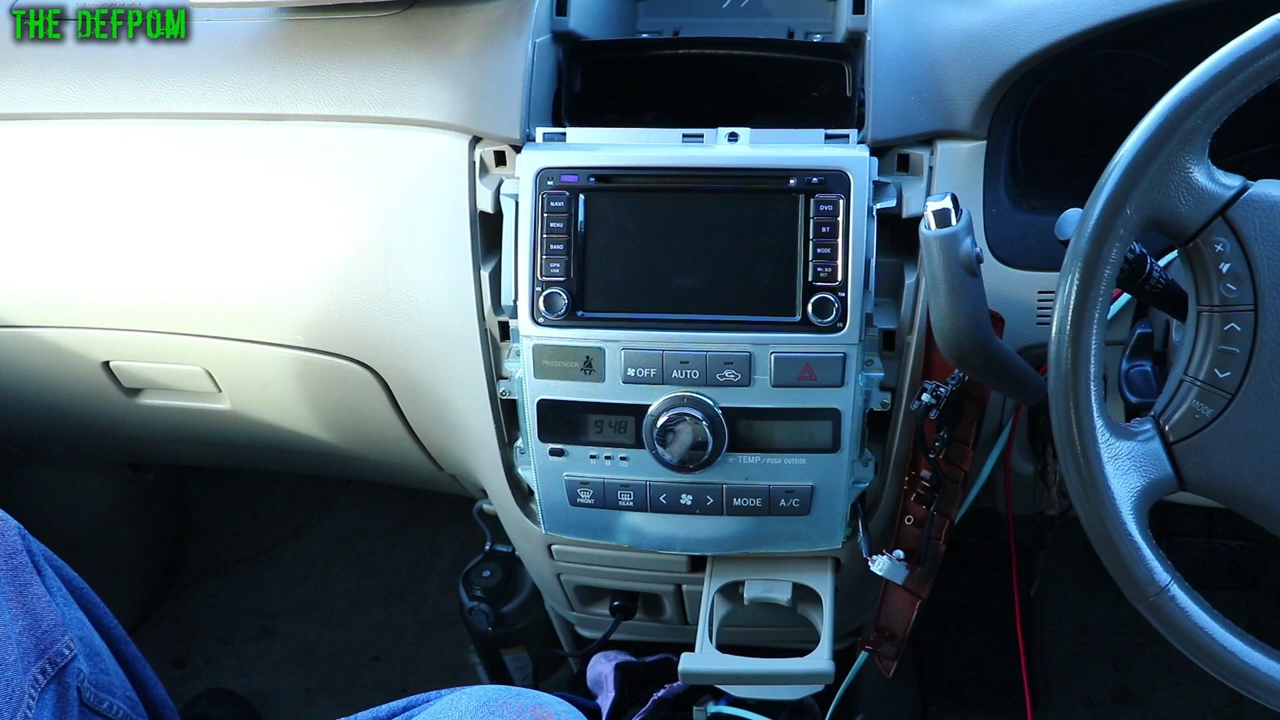 THE DEFPOM
NAVI
MENU
BAND
GPS
DVD
BT
MODE
PASSENGER
OFF
AUTO
9:48
TEMP/PUSH OUTSIDE
FRONT
REAR
< >
MODE
A/C
MODE